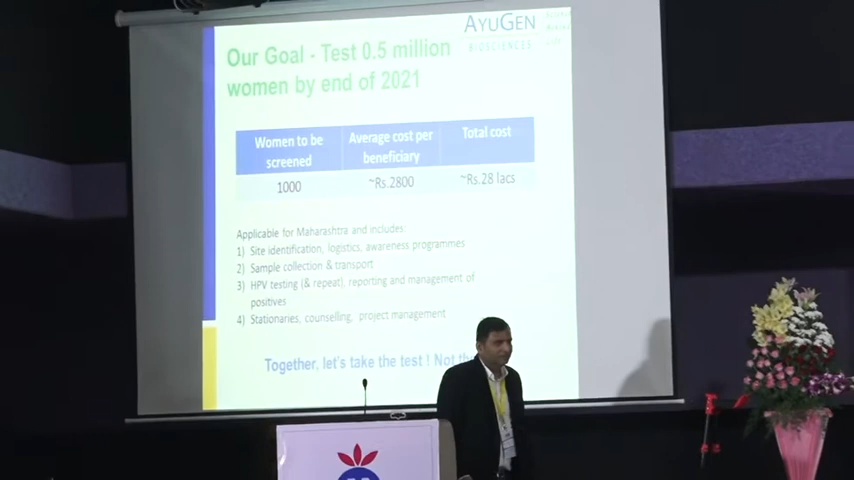 AYUGEN
BIOSCIENCES
Our Goal - Test 0.5 million
women by end of 2021
Women to be
screened
Average cost per
beneficiary
Total cost
1000
~Rs.2800
~Rs.28 lacs
Applicable for Maharashtra and includes:
1) Site identification, logistics, awareness programmes
2) Sample collection & transport
3) HPV testing (& repeat), reporting and management of
positives
4) Stationaries, counselling, project management
Together, let's take the test ! Not